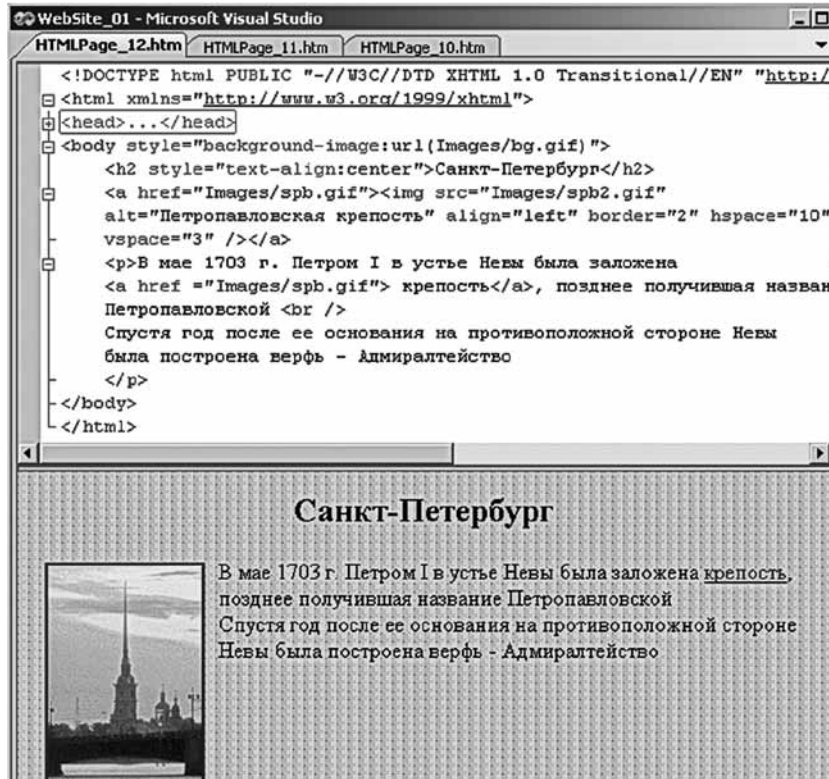 WebSite_01 - Microsoft Visual Studio
HTMLPage_12.htm HTMLPage_11.htm HTMLPage_10.htm
<!DOCTYPE html PUBLIC "-//W3C//DTD XHTML 1.0 Transitional//EN" "http:/
<html xmlns="http://www.w3.org/1999/xhtml">
<head>...</head>
<body style="background-image:url(Images/bg.gif)">
<h2 style="text-align:center">Санкт-Петербург</h2>
<a href="Images/spb.gif"><img src="Images/spb2.gif"
alt="Петропавловская крепость" align="left" border="2" hspace="10"
vspace="3" /></a>
<p>В мае 1703 г. Петром I в устье Невы была заложена
<a href ="Images/spb.gif"> крепость</a>, позднее получившая назван
Петропавловской <br />
Спустя год после ее основания на противоположной стороне Невы
была построена верфь - Адмиралтейство
</p>
</body>
</html>
Санкт-Петербург
В мае 1703 г. Петром I в устье Невы была заложена крепость,
позднее получившая название Петропавловской
Спустя год после ее основания на противоположной стороне
Невы была построена верфь - Адмиралтейство